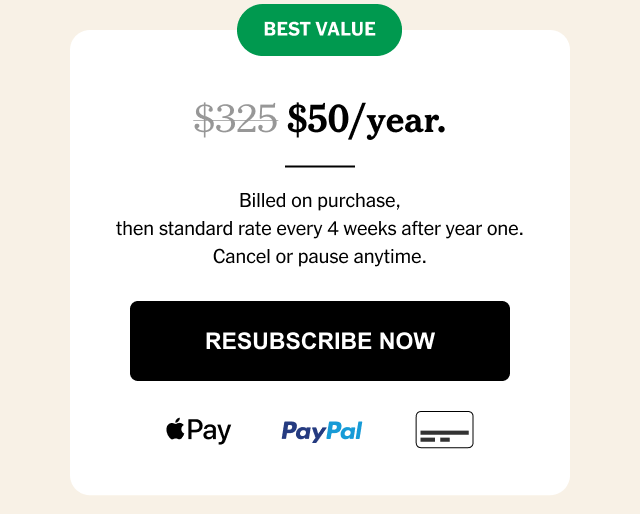 BEST VALUE
$325 $50/year.
Billed on purchase,
then standard rate every 4 weeks after year one.
Cancel or pause anytime.
RESUBSCRIBE NOW
Pay PayPal